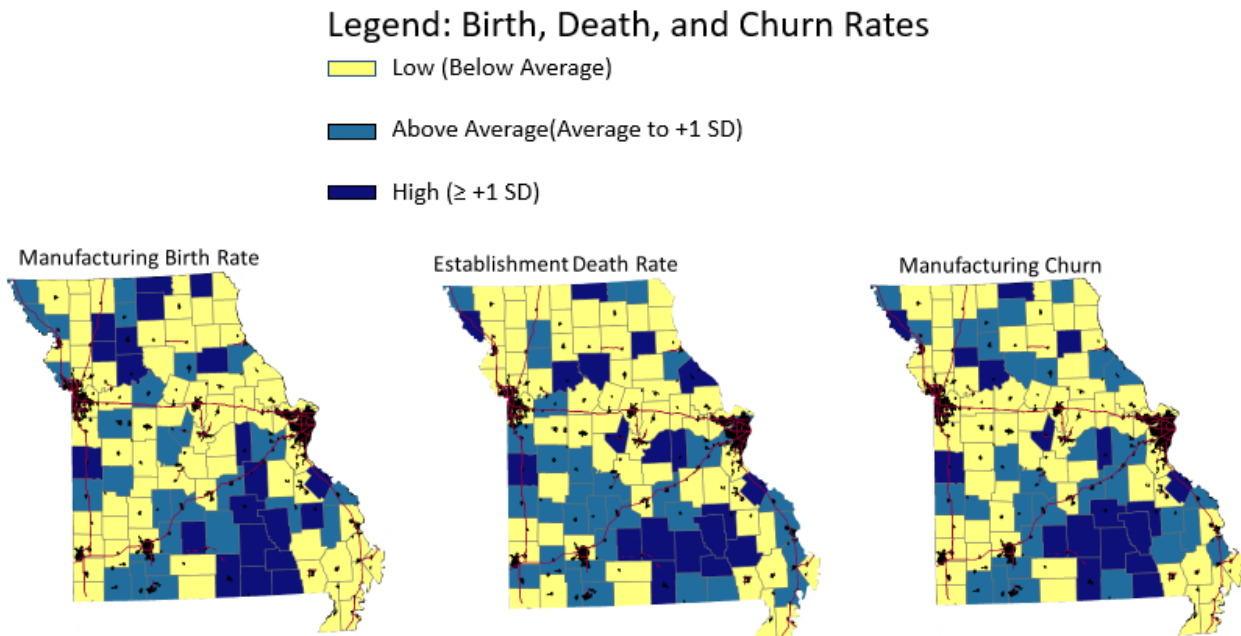 Legend: Birth, Death, and Churn Rates
Low (Below Average)
Above Average(Average to +1 SD)
High (≥ +1 SD)
Manufacturing Birth Rate
Establishment Death Rate
Manufacturing Churn